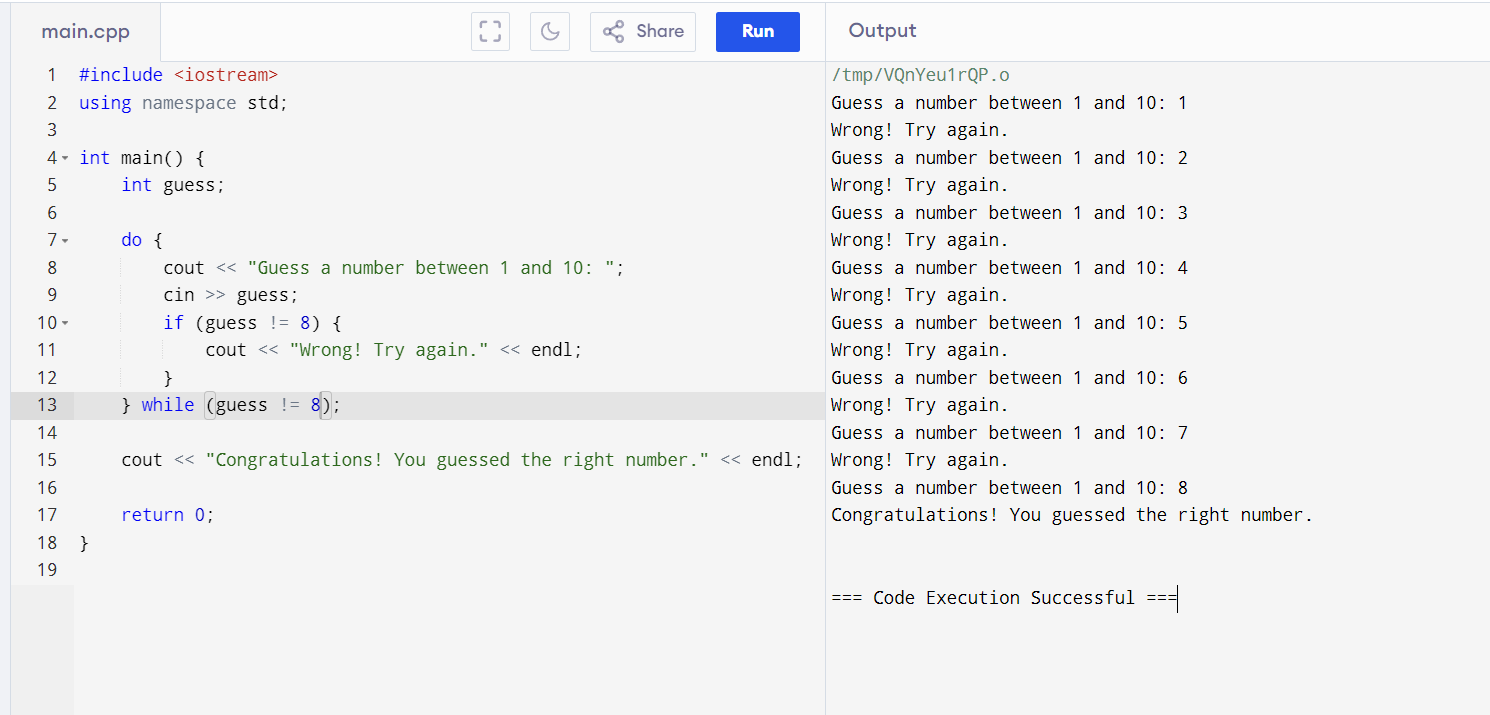 main.cpp
Share
Run
Output
1 #include <iostream>
2 using namespace std;
3
4 int main() {
5     int guess;
6
7     do {
8         cout << "Guess a number between 1 and 10: ";
9         cin >> guess;
10         if (guess != 8) {
11             cout << "Wrong! Try again." << endl;
12         }
13     } while (guess != 8);
14
15     cout << "Congratulations! You guessed the right number." << endl;
16
17     return 0;
18 }
19
/tmp/VQnYeu1rQP.o
Guess a number between 1 and 10: 1
Wrong! Try again.
Guess a number between 1 and 10: 2
Wrong! Try again.
Guess a number between 1 and 10: 3
Wrong! Try again.
Guess a number between 1 and 10: 4
Wrong! Try again.
Guess a number between 1 and 10: 5
Wrong! Try again.
Guess a number between 1 and 10: 6
Wrong! Try again.
Guess a number between 1 and 10: 7
Wrong! Try again.
Guess a number between 1 and 10: 8
Congratulations! You guessed the right number.
=== Code Execution Successful ===